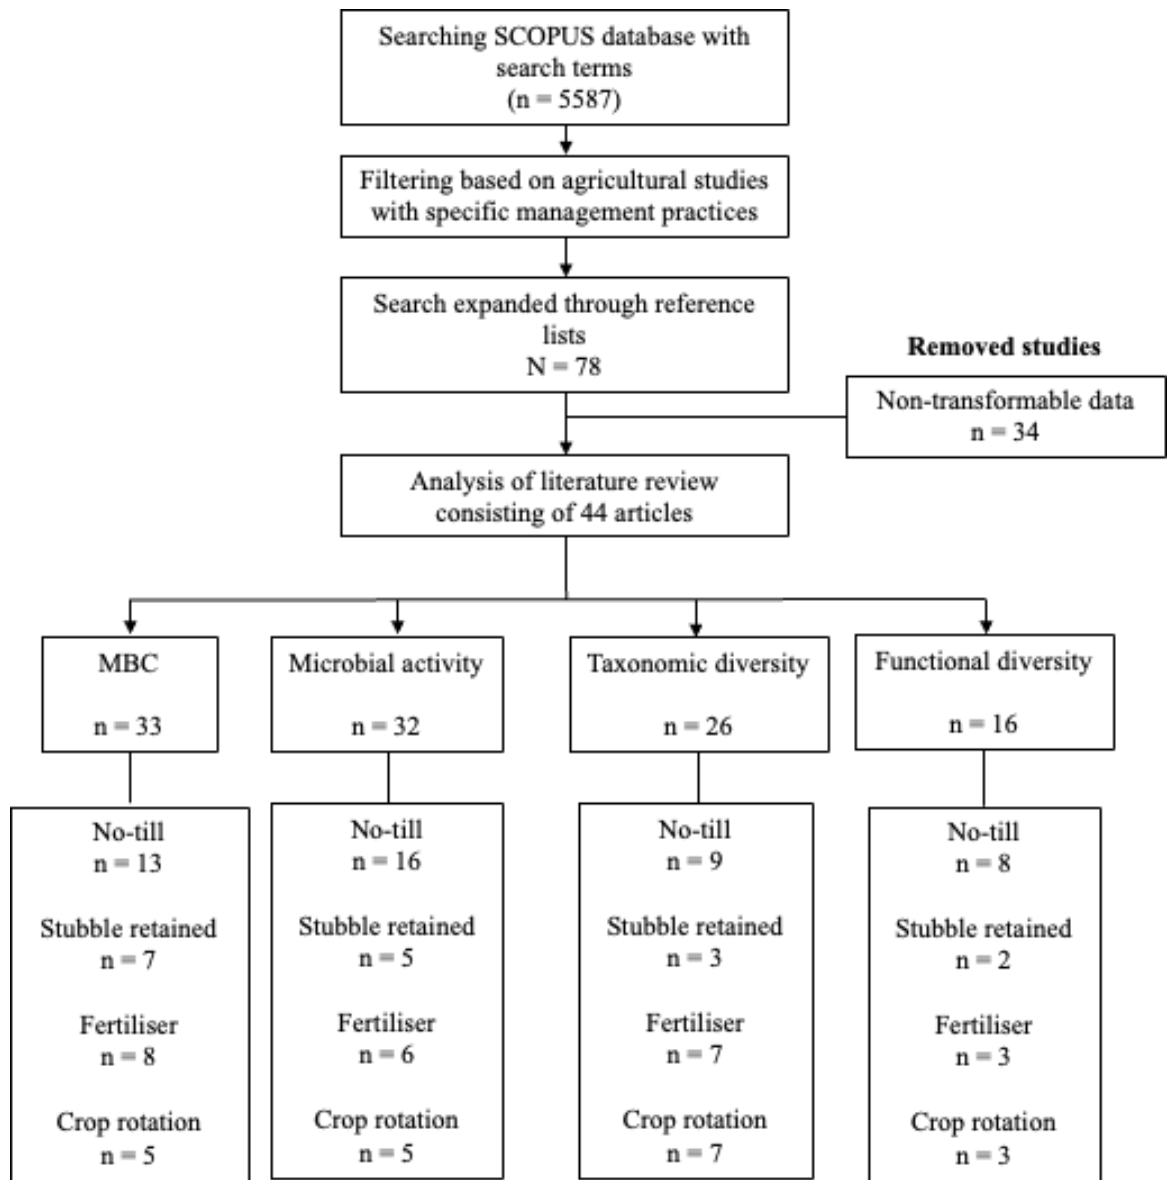 Searching SCOPUS database with
search terms
(n = 5587)
Filtering based on agricultural studies
with specific management practices
Search expanded through reference
lists
N = 78
Removed studies
Non-transformable data
n = 34
Analysis of literature review
consisting of 44 articles
MBC
n = 33
Microbial activity
n = 32
Taxonomic diversity
n = 26
Functional diversity
n = 16
No-till
n = 13
Stubble retained
n = 7
Fertiliser
n = 8
Crop rotation
n = 5
No-till
n = 16
Stubble retained
n = 5
Fertiliser
n = 6
Crop rotation
n = 5
No-till
n = 9
Stubble retained
n = 3
Fertiliser
n = 7
Crop rotation
n = 7
No-till
n = 8
Stubble retained
n = 2
Fertiliser
n = 3
Crop rotation
n = 3